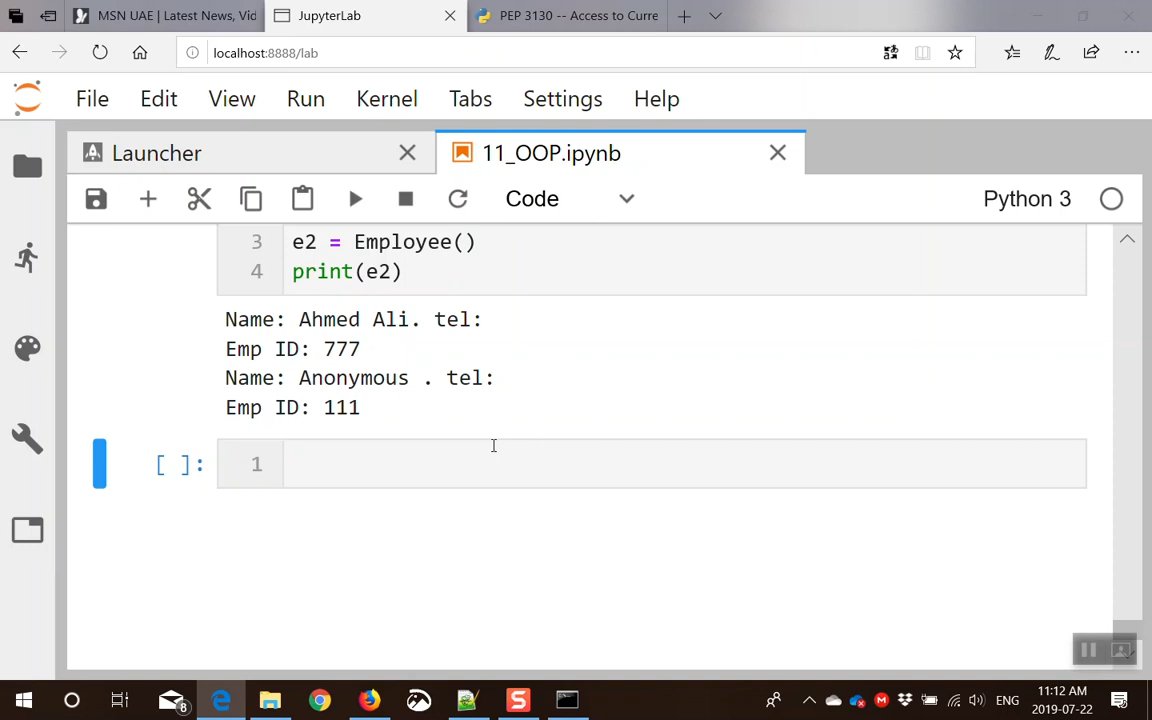 MSN UAE | Latest News, Vid
JupyterLab
PEP 3130 -- Access to Curre
localhost:8888/lab
File Edit View Run Kernel Tabs Settings Help
Launcher
11_OOP.ipynb
Code
Python 3
3 e2 = Employee()
4 print(e2)
Name: Ahmed Ali. tel:
Emp ID: 777
Name: Anonymous . tel:
Emp ID: 111
[ ]: 1
8
ENG
11:12 AM
2019-07-22